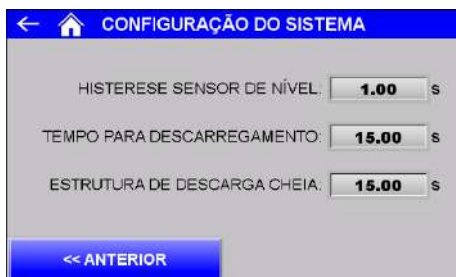 CONFIGURAÇÃO DO SISTEMA
HISTERESE SENSOR DE NÍVEL: 1.00 s
TEMPO PARA DESCARREGAMENTO: 15.00 s
ESTRUTURA DE DESCARGA CHEIA: 15.00 s
<< ANTERIOR